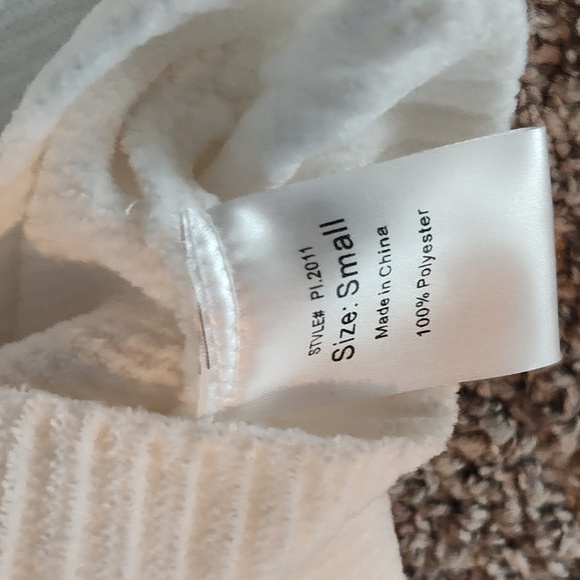 STYLE# PI.2011
Size: Small
Made in China
100% Polyester